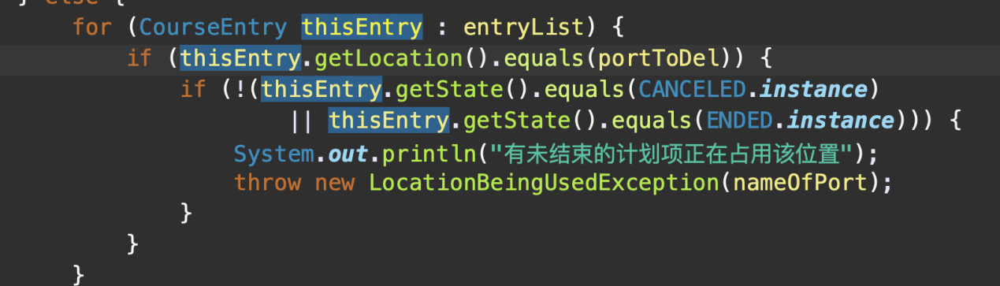 } else {
for (CourseEntry thisEntry : entryList) {
if (thisEntry.getLocation().equals(portToDel)) {
if (!(thisEntry.getState().equals(CANCELED.instance)
|| thisEntry.getState().equals(ENDED.instance))) {
System.out.println("有未结束的计划项正在占用该位置");
throw new LocationBeingUsedException(nameOfPort);
}
}
}